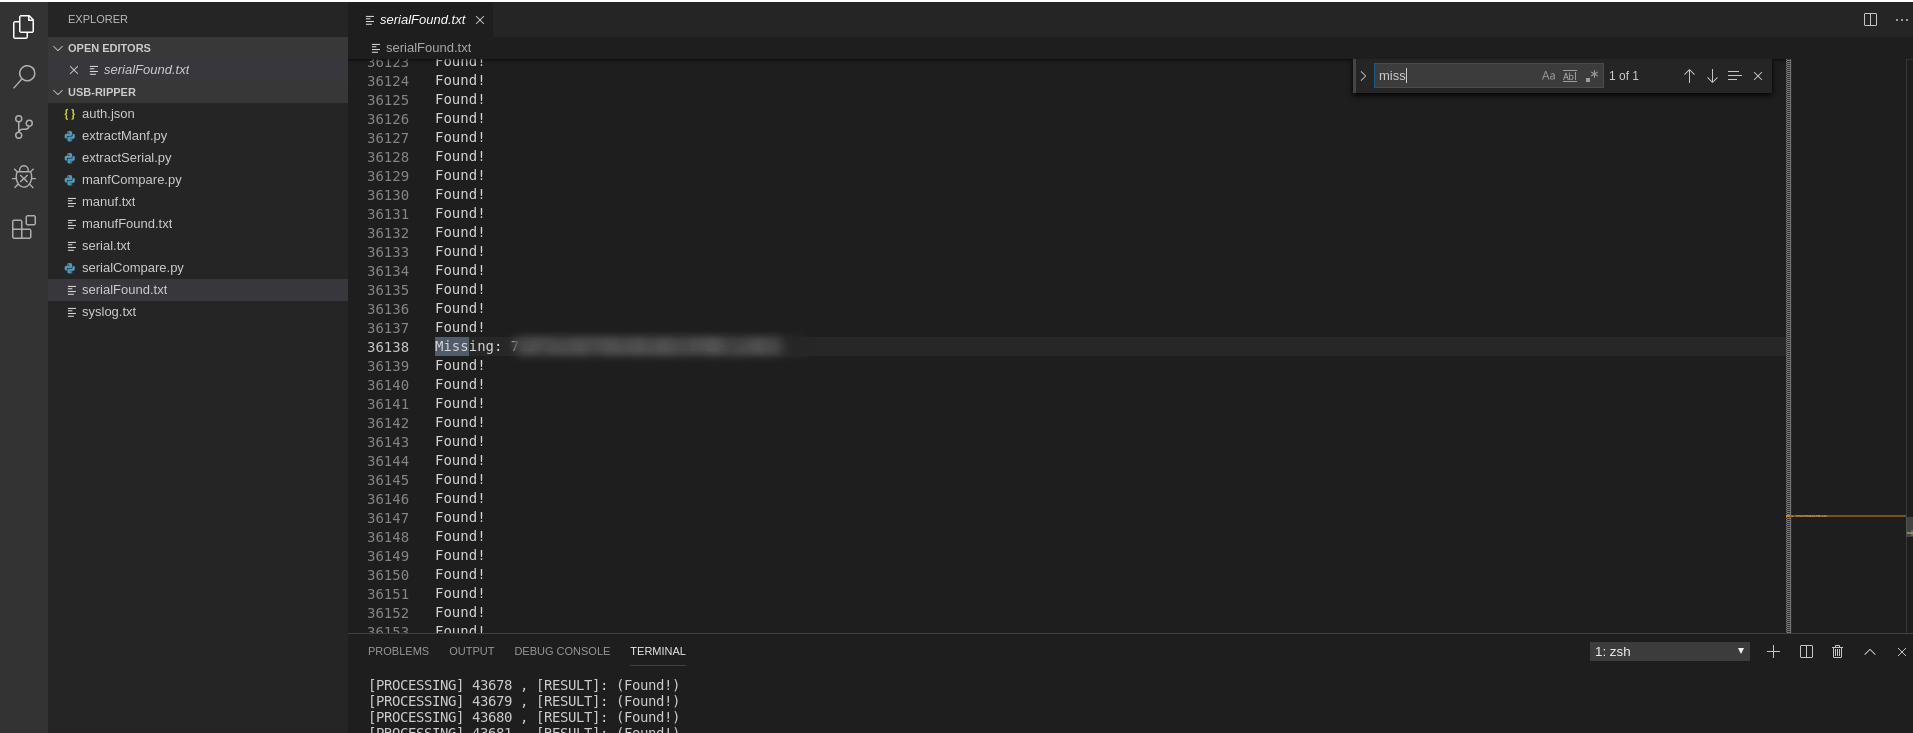 EXPLORER
OPEN EDITORS
serialFound.txt
USB-RIPPER
{ } auth.json
extractManf.py
extractSerial.py
manfCompare.py
manuf.txt
manufFound.txt
serial.txt
serialCompare.py
serialFound.txt
syslog.txt
serialFound.txt
serialFound.txt
miss
Aa Abl .* 1 of 1
36123 Found!
36124 Found!
36125 Found!
36126 Found!
36127 Found!
36128 Found!
36129 Found!
36130 Found!
36131 Found!
36132 Found!
36133 Found!
36134 Found!
36135 Found!
36136 Found!
36137 Found!
36138 Missing: 7
36139 Found!
36140 Found!
36141 Found!
36142 Found!
36143 Found!
36144 Found!
36145 Found!
36146 Found!
36147 Found!
36148 Found!
36149 Found!
36150 Found!
36151 Found!
36152 Found!
36153 Found!
PROBLEMS OUTPUT DEBUG CONSOLE TERMINAL 1: zsh
[PROCESSING] 43678 , [RESULT]: (Found!)
[PROCESSING] 43679 , [RESULT]: (Found!)
[PROCESSING] 43680 , [RESULT]: (Found!)
[PROCESSING] 43681 , [RESULT]: (Found!)